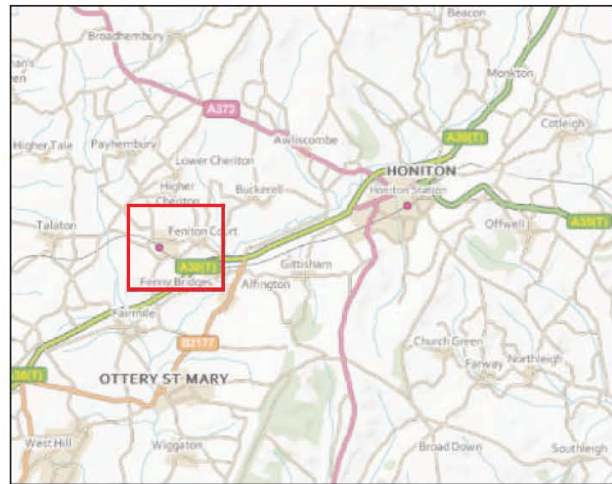 Beacon
Broadhembury
Monkton
A373
A30(T)
Cotleigh
Higher Tale
Payhembury
Awliscombe
Lower Cheriton
HONITON
Higher
Cheriton
Buckerell
Honiton Station
Talaton
Feniton Court
Offwell
A35(T)
A30(T)
Gittisham
Fenny Bridges
Alfington
Fairmile
B3177
Church Green
Northleigh
Farway
OTTERY ST MARY
West Hill
Wiggaton
Broad Down
Southleigh